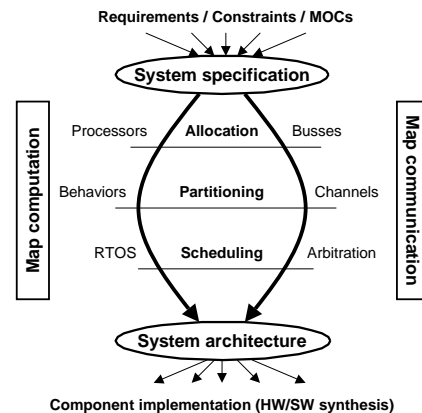 Requirements / Constraints / MOCs
System specification
Map computation
Processors Allocation Busses
Behaviors Partitioning Channels
RTOS Scheduling Arbitration
Map communication
System architecture
Component implementation (HW/SW synthesis)